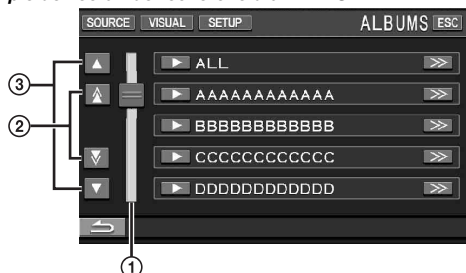 SOURCE VISUAL SETUP ALBUMS ESC
ALL
AAAAAAAAAAAA
BBBBBBBBBBBB
CCCCCCCCCCCC
DDDDDDDDDDDD
③
②
①